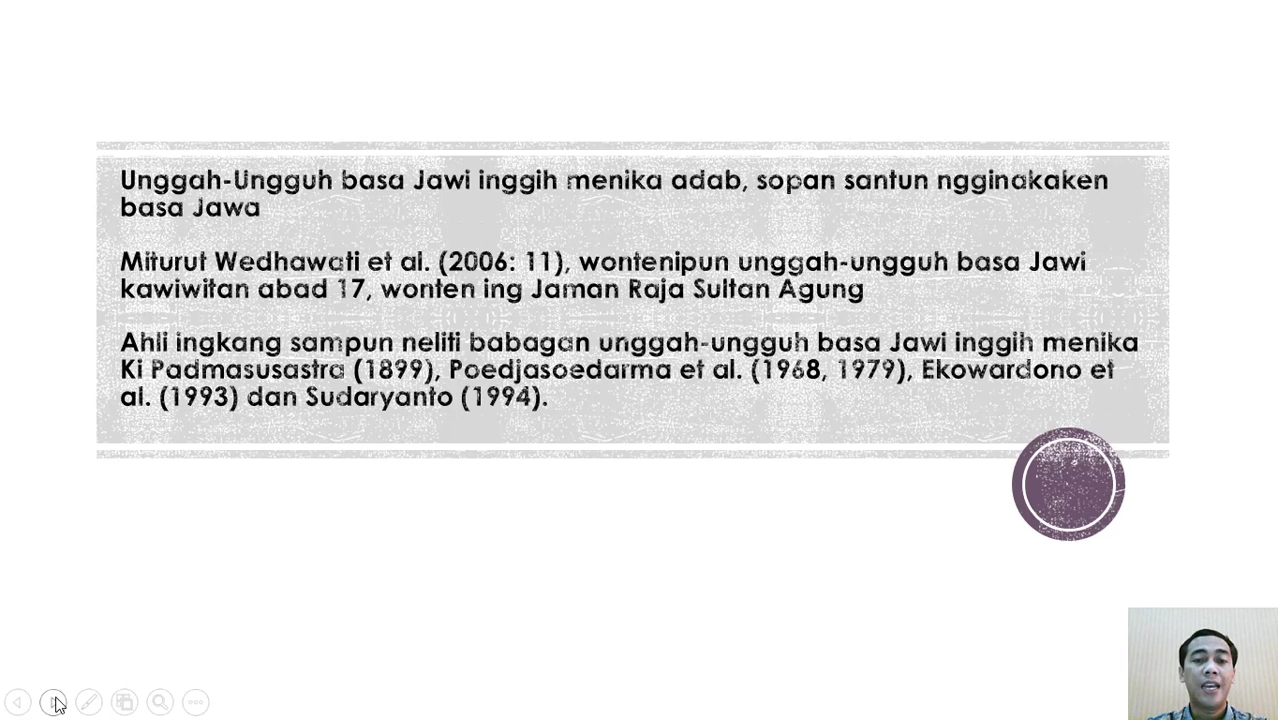 Unggah-Ungguh basa Jawi inggih menika adab, sopan santun ngginakaken
basa Jawa
Miturut Wedhawati et al. (2006: 11), wontenipun unggah-ungguh basa Jawi
kawiwitan abad 17, wonten ing Jaman Raja Sultan Agung
Ahli ingkang sampun neliti babagan unggah-ungguh basa Jawi inggih menika
Ki Padmasusastra (1899), Poedjasoedarma et al. (1968, 1979), Ekowardono et
al. (1993) dan Sudaryanto (1994).